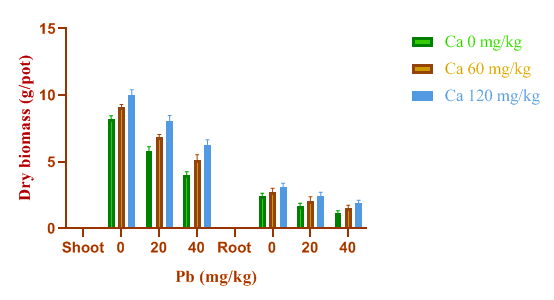 15
10
5
0
Dry biomass (g/pot)
Shoot 0 20 40 Root 0 20 40
Pb (mg/kg)
Ca 0 mg/kg
Ca 60 mg/kg
Ca 120 mg/kg